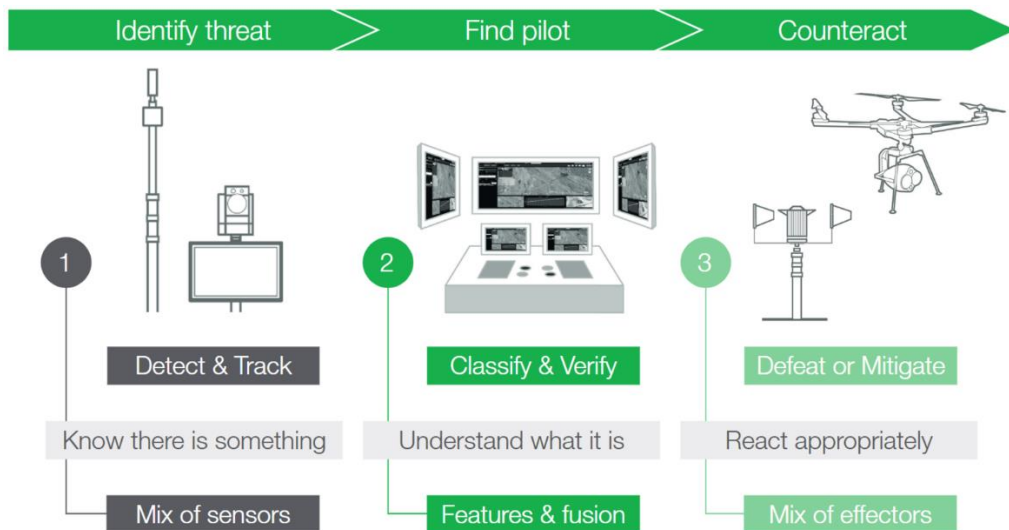 Identify threat
Find pilot
Counteract
1
2
3
Detect & Track
Classify & Verify
Defeat or Mitigate
Know there is something
Understand what it is
React appropriately
Mix of sensors
Features & fusion
Mix of effectors